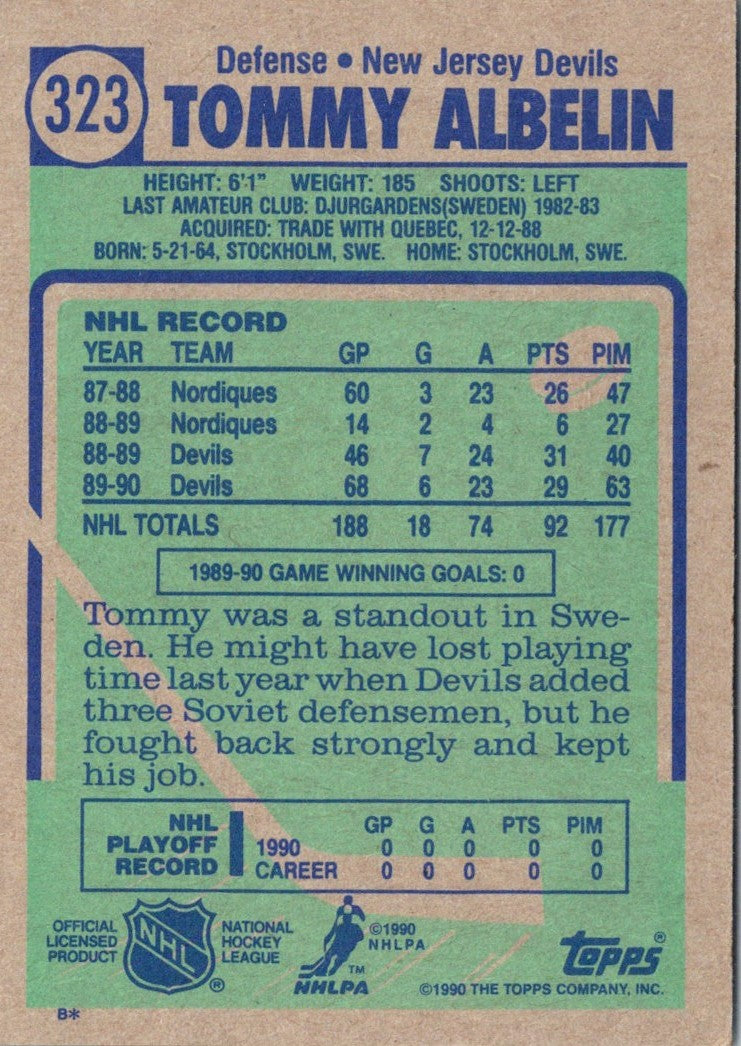 323
Defense • New Jersey Devils
TOMMY ALBELIN
HEIGHT: 6'1" WEIGHT: 185 SHOOTS: LEFT
LAST AMATEUR CLUB: DJURGARDENS(SWEDEN) 1982-83
ACQUIRED: TRADE WITH QUEBEC, 12-12-88
BORN: 5-21-64, STOCKHOLM, SWE. HOME: STOCKHOLM, SWE.
NHL RECORD
YEAR TEAM GP G A PTS PIM
87-88 Nordiques 60 3 23 26 47
88-89 Nordiques 14 2 4 6 27
88-89 Devils 46 7 24 31 40
89-90 Devils 68 6 23 29 63
NHL TOTALS 188 18 74 92 177
1989-90 GAME WINNING GOALS: 0
Tommy was a standout in Swe-
den. He might have lost playing
time last year when Devils added
three Soviet defensemen, but he
fought back strongly and kept
his job.
NHL PLAYOFF RECORD
GP G A PTS PIM
1990 0 0 0 0 0
CAREER 0 0 0 0 0
OFFICIAL
LICENSED
PRODUCT
NHL
®
NATIONAL
HOCKEY
LEAGUE
©1990
NHLPA
TM
NHLPA
topps®
©1990 THE TOPPS COMPANY, INC.
B*